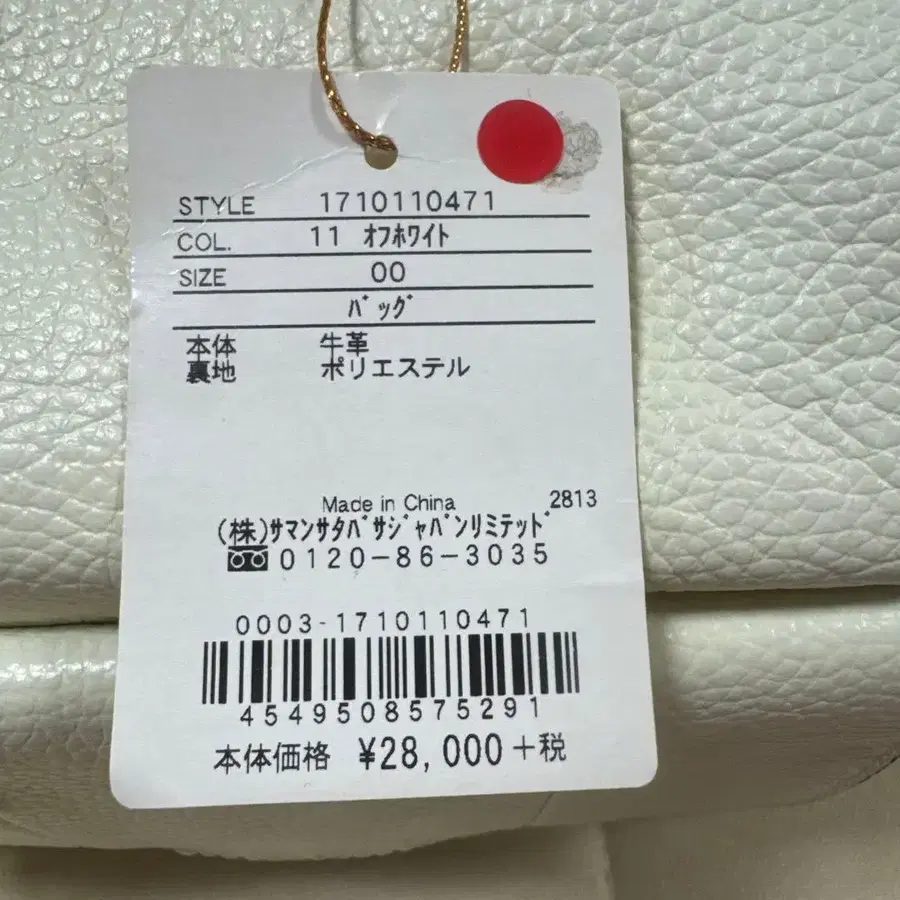 STYLE 1710110471
COL. 11 オフホワイト
SIZE 00
バッグ
本体 牛革
裏地 ポリエステル
Made in China 2813
(株)サマンサタバサジャパンリミテッド
0120-86-3035
0003-1710110471
4549508575291
本体価格 ¥28,000+税